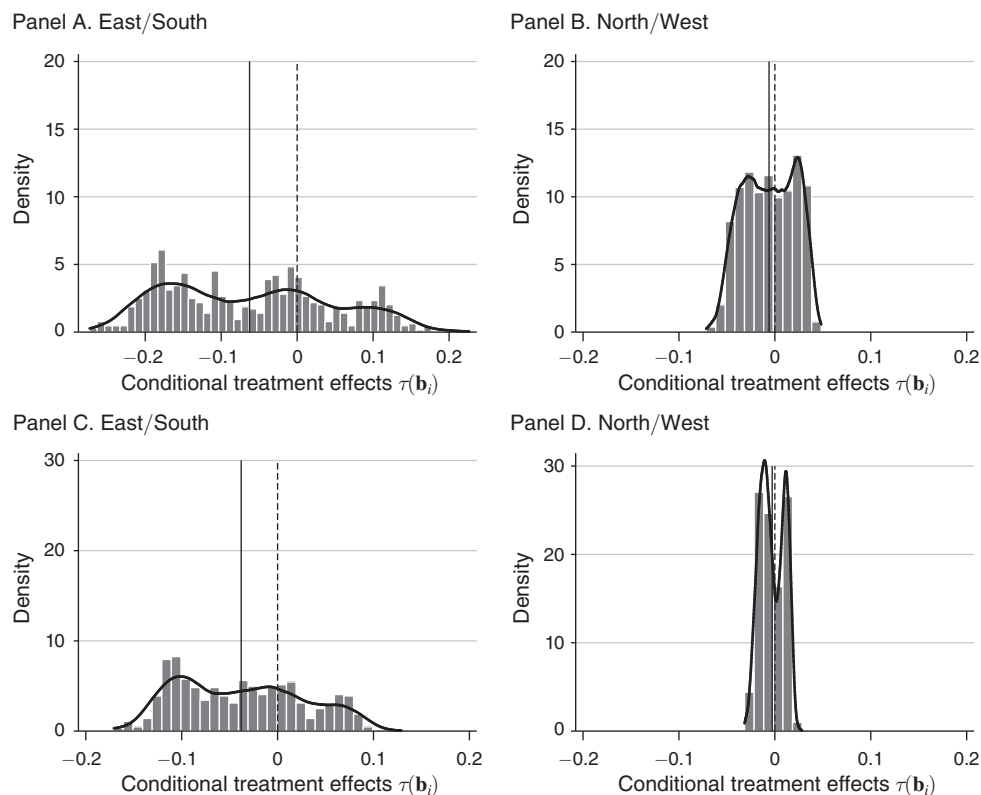 Panel A. East/South
Panel B. North/West
20
15
10
5
0
Density
−0.2 −0.1 0 0.1 0.2
Conditional treatment effects τ(bᵢ)
20
15
10
5
0
Density
−0.2 −0.1 0 0.1 0.2
Conditional treatment effects τ(bᵢ)
Panel C. East/South
Panel D. North/West
30
20
10
0
Density
−0.2 −0.1 0 0.1 0.2
Conditional treatment effects τ(bᵢ)
30
20
10
0
Density
−0.2 −0.1 0 0.1 0.2
Conditional treatment effects τ(bᵢ)